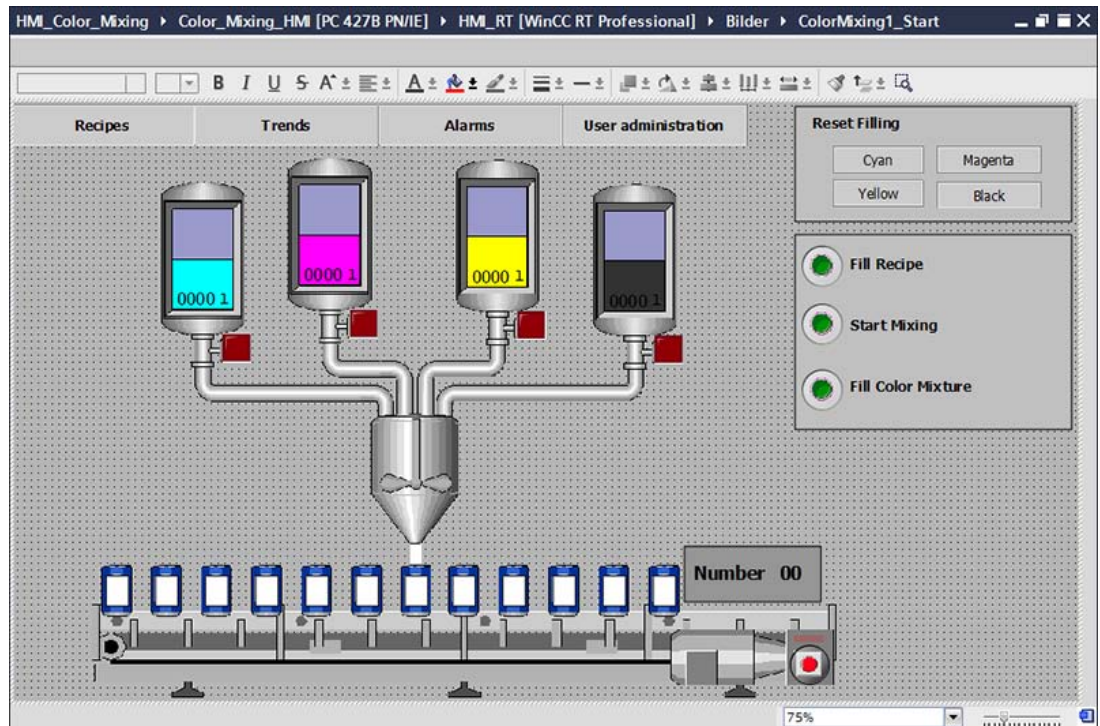 HMI_Color_Mixing ▸ Color_Mixing_HMI [PC 427B PN/IE] ▸ HMI_RT [WinCC RT Professional] ▸ Bilder ▸ ColorMixing1_Start
B I U S A A
Recipes Trends Alarms User administration
Reset Filling
Cyan Magenta
Yellow Black
0000 1
0000 1
0000 1
0000 1
Fill Recipe
Start Mixing
Fill Color Mixture
Number 00
75%